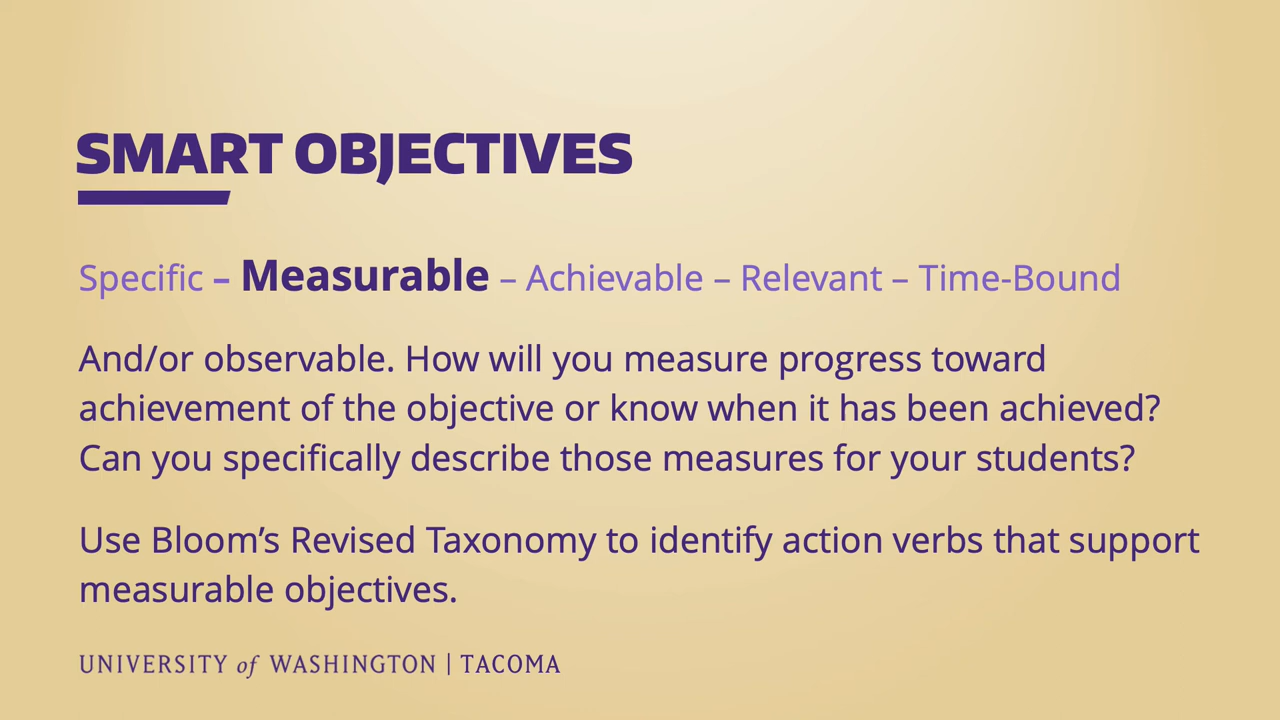 SMART OBJECTIVES
Specific – Measurable – Achievable – Relevant – Time-Bound
And/or observable. How will you measure progress toward
achievement of the objective or know when it has been achieved?
Can you specifically describe those measures for your students?
Use Bloom’s Revised Taxonomy to identify action verbs that support
measurable objectives.
UNIVERSITY of WASHINGTON | TACOMA